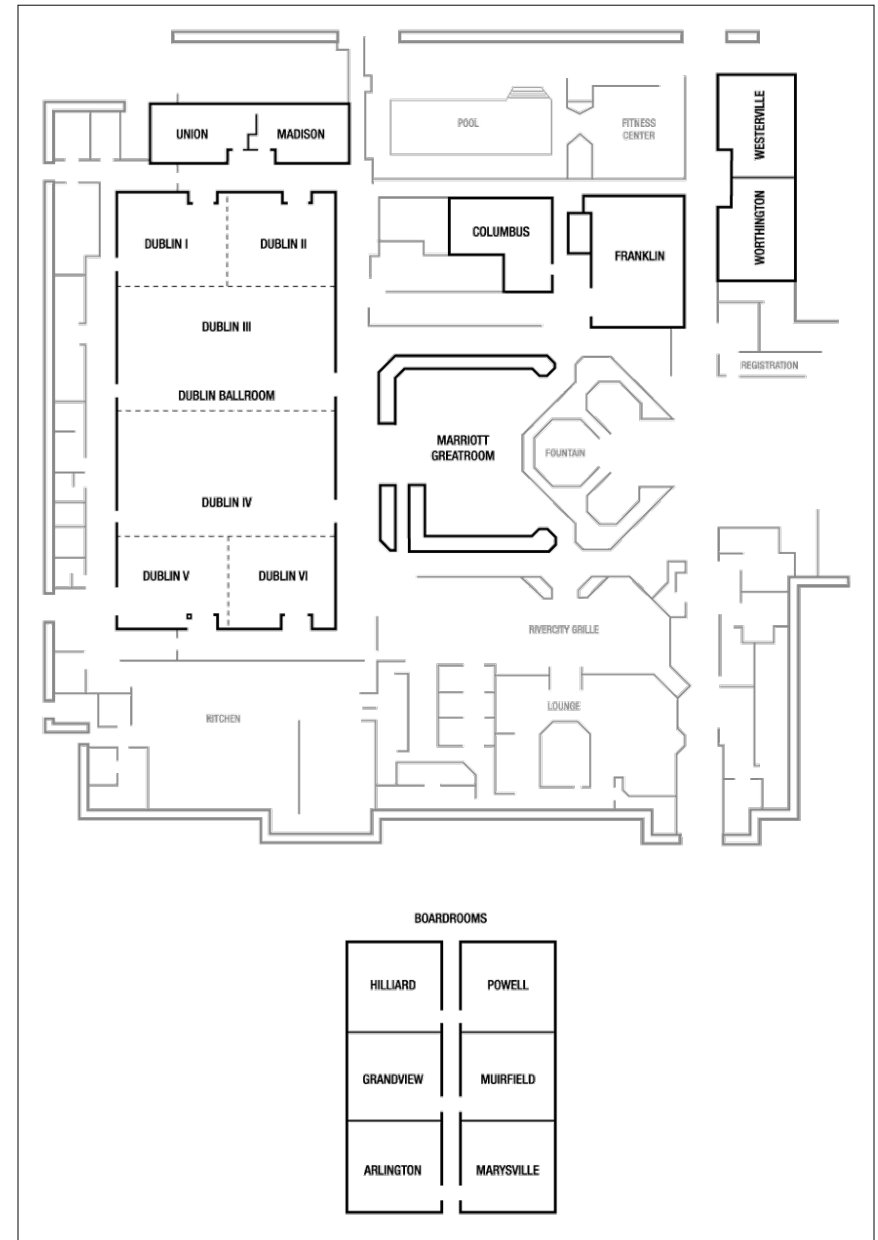 UNION
MADISON
POOL
FITNESS
CENTER
WESTERVILLE
WORTHINGTON
DUBLIN I
DUBLIN II
COLUMBUS
FRANKLIN
DUBLIN III
DUBLIN BALLROOM
REGISTRATION
MARRIOTT
GREATROOM
FOUNTAIN
DUBLIN IV
DUBLIN V
DUBLIN VI
RIVERCITY GRILLE
KITCHEN
LOUNGE
BOARDROOMS
HILLIARD
POWELL
GRANDVIEW
MUIRFIELD
ARLINGTON
MARYSVILLE